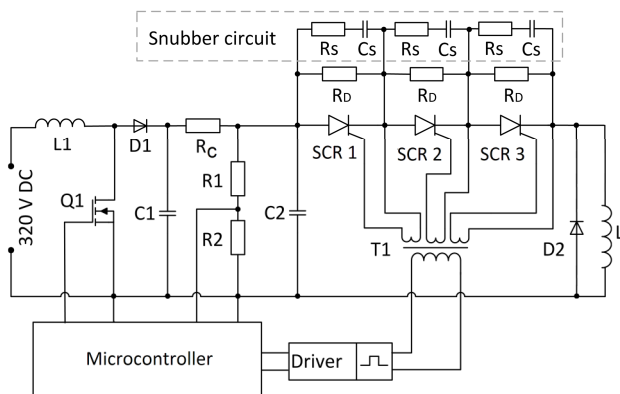 Snubber circuit
Rs Cs Rs Cs Rs Cs
RD RD RD
L1 D1 RC SCR 1 SCR 2 SCR 3
R1
Q1
320 V DC
C1 C2
R2
T1 D2 L
Microcontroller
Driver